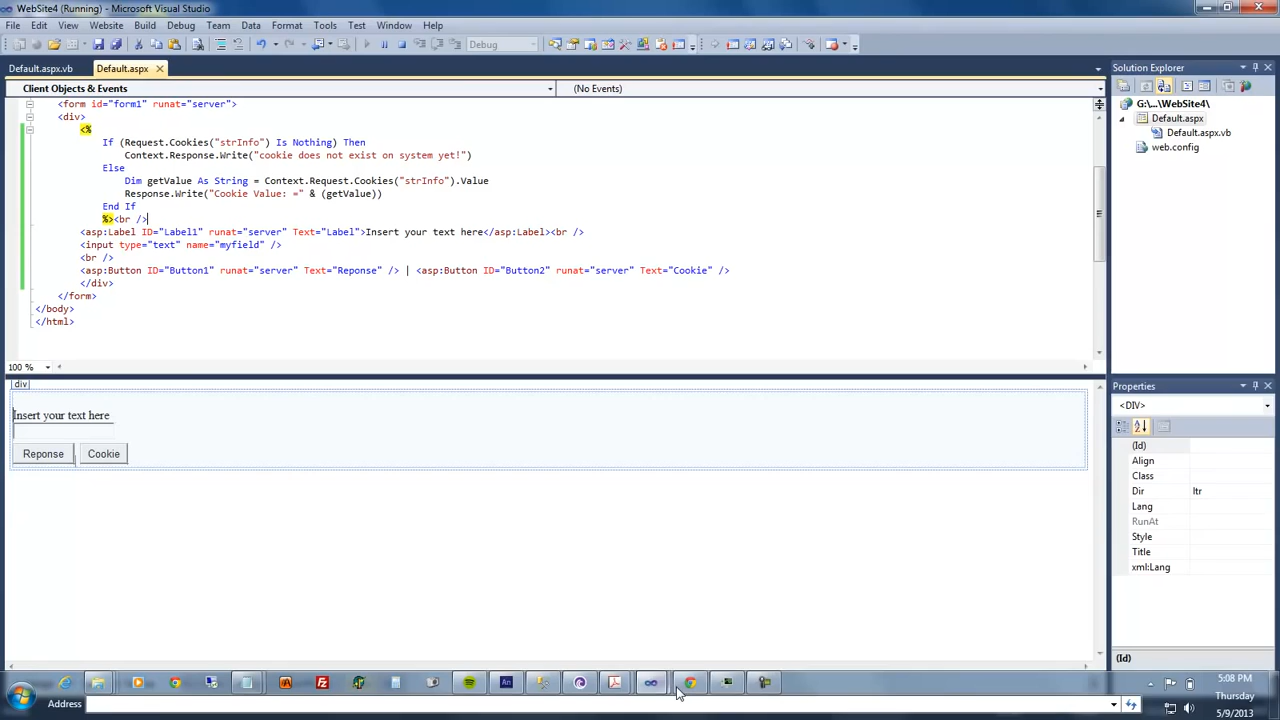 WebSite4 (Running) - Microsoft Visual Studio
File Edit View Website Build Debug Team Data Format Tools Test Window Help
Debug
Default.aspx.vb Default.aspx
Client Objects & Events (No Events)
<form id="form1" runat="server">
<div>
<%
If (Request.Cookies("strInfo") Is Nothing) Then
Context.Response.Write("cookie does not exist on system yet!")
Else
Dim getValue As String = Context.Request.Cookies("strInfo").Value
Response.Write("Cookie Value: =" & (getValue))
End If
%><br />
<asp:Label ID="Label1" runat="server" Text="Label">Insert your text here</asp:Label><br />
<input type="text" name="myfield" />
<br />
<asp:Button ID="Button1" runat="server" Text="Reponse" /> | <asp:Button ID="Button2" runat="server" Text="Cookie" />
</div>
</form>
</body>
</html>
100 %
div
Insert your text here
Reponse | Cookie
Solution Explorer
G:\...\WebSite4\
Default.aspx
Default.aspx.vb
web.config
Properties
<DIV>
(Id)
Align
Class
Dir ltr
Lang
RunAt
Style
Title
xml:Lang
(Id)
An
5:08 PM
Thursday
5/9/2013
Address